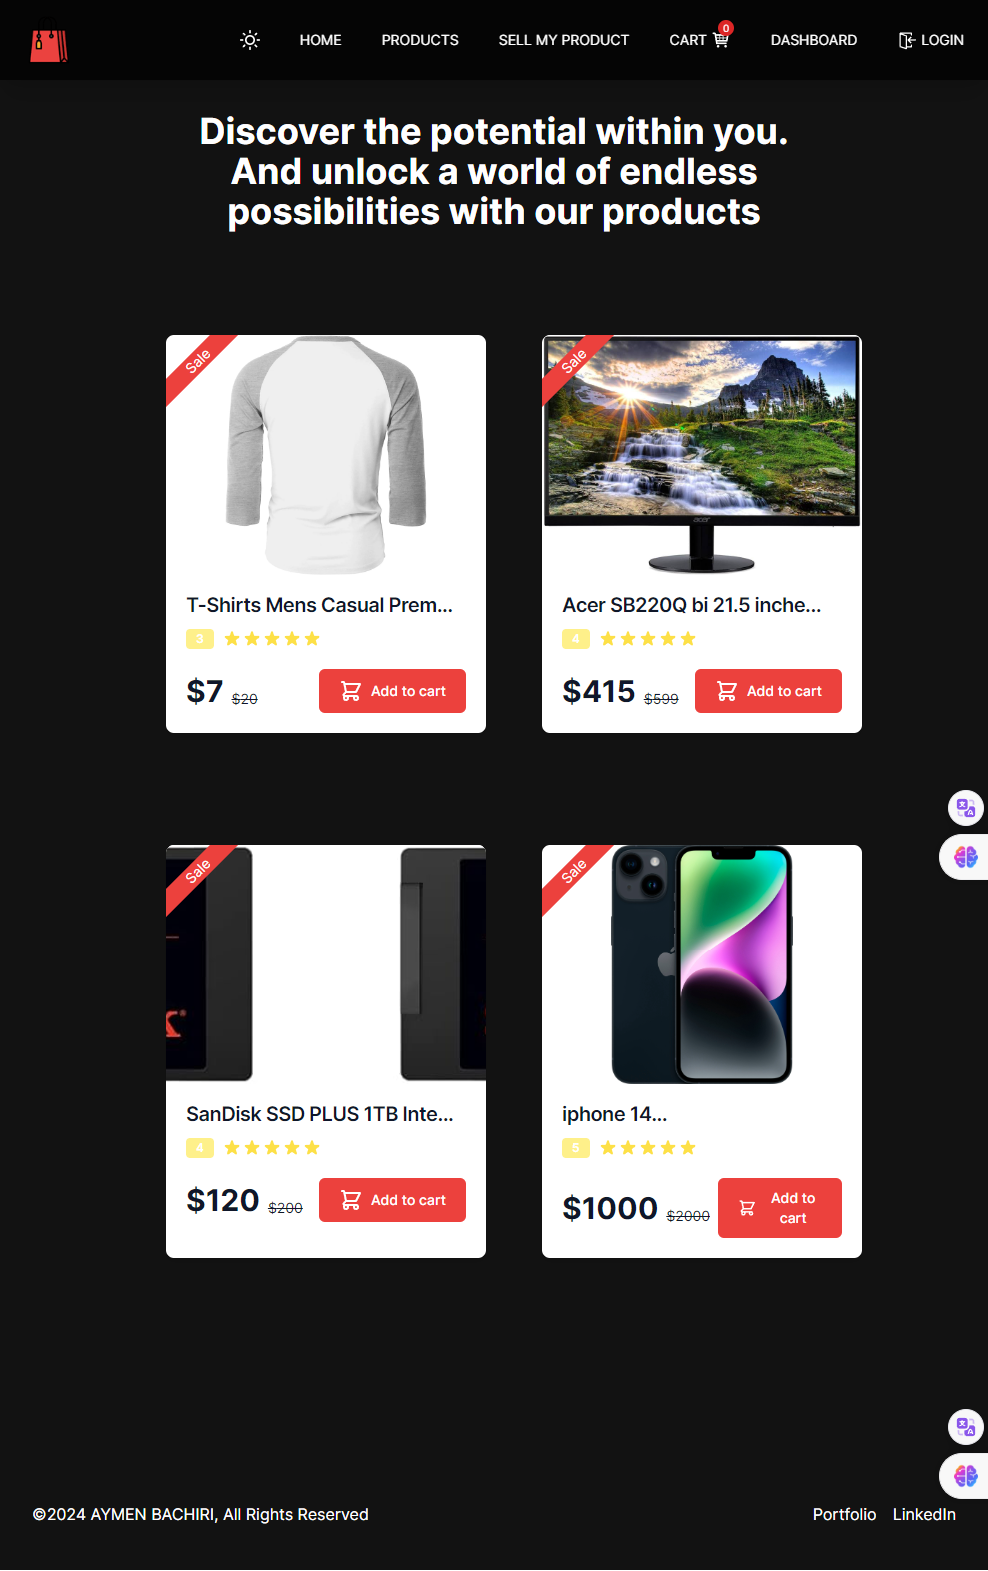 HOME
PRODUCTS
SELL MY PRODUCT
CART
0
DASHBOARD
LOGIN
Discover the potential within you.
And unlock a world of endless
possibilities with our products
Sale
T-Shirts Mens Casual Prem...
3
$7 $20
Add to cart
Sale
acer
Acer SB220Q bi 21.5 inche...
4
$415 $599
Add to cart
Sale
K
SanDisk SSD PLUS 1TB Inte...
4
$120 $200
Add to cart
Sale
iphone 14...
5
$1000 $2000
Add to
cart
©2024 AYMEN BACHIRI, All Rights Reserved
Portfolio
LinkedIn